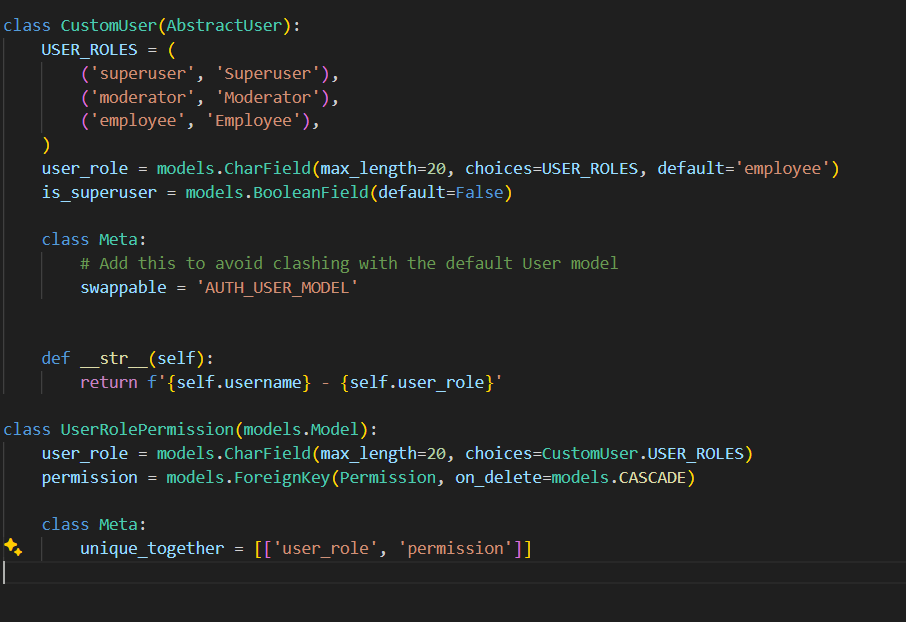 class CustomUser(AbstractUser):
    USER_ROLES = (
        ('superuser', 'Superuser'),
        ('moderator', 'Moderator'),
        ('employee', 'Employee'),
    )
    user_role = models.CharField(max_length=20, choices=USER_ROLES, default='employee')
    is_superuser = models.BooleanField(default=False)

    class Meta:
        # Add this to avoid clashing with the default User model
        swappable = 'AUTH_USER_MODEL'


    def __str__(self):
        return f'{self.username} - {self.user_role}'

class UserRolePermission(models.Model):
    user_role = models.CharField(max_length=20, choices=CustomUser.USER_ROLES)
    permission = models.ForeignKey(Permission, on_delete=models.CASCADE)

    class Meta:
        unique_together = [['user_role', 'permission']]